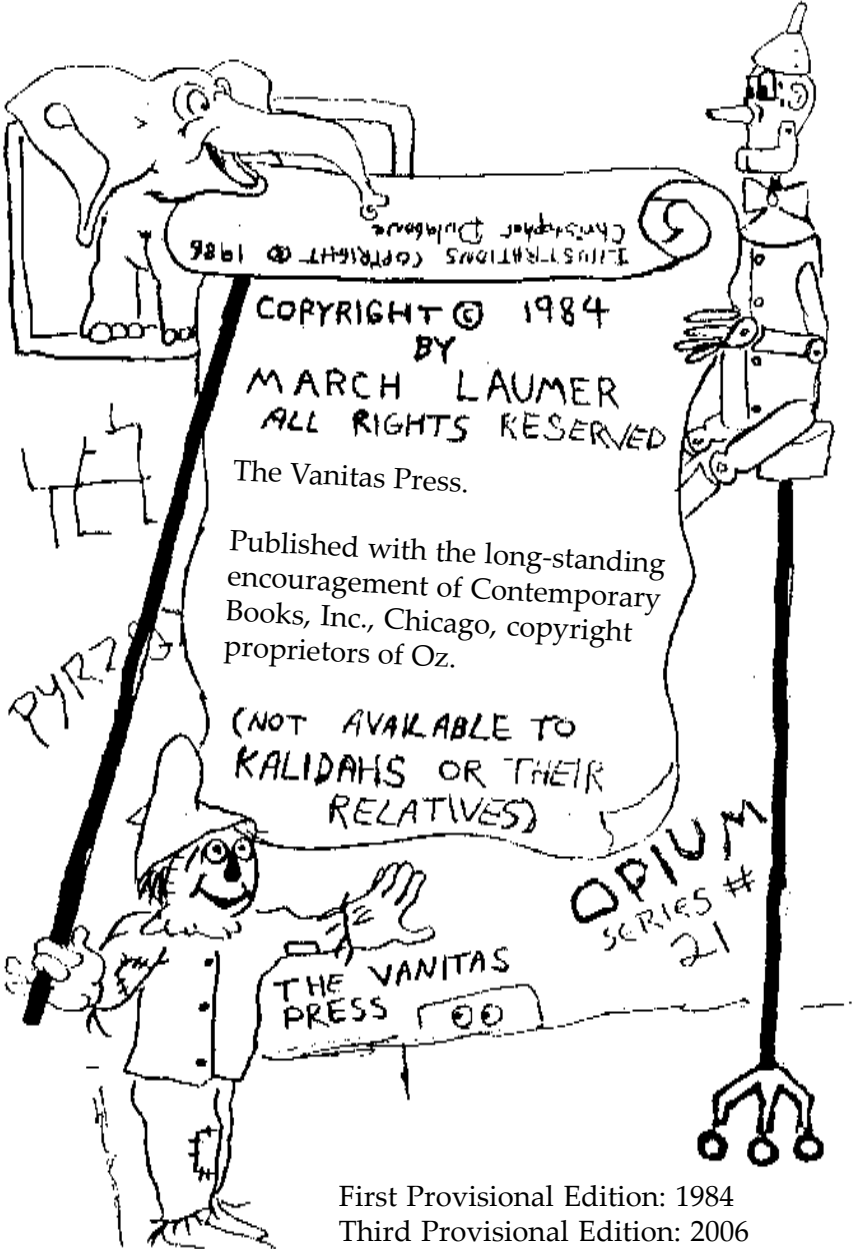 ILLUSTRATIONS COPYRIGHT © 1986
Christopher Dulabone
COPYRIGHT © 1984
BY
MARCH LAUMER
ALL RIGHTS RESERVED
The Vanitas Press.
Published with the long-standing
encouragement of Contemporary
Books, Inc., Chicago, copyright
proprietors of Oz.
(NOT AVAILABLE TO
KALIDAHS OR THEIR
RELATIVES)
OPIUM
SERIES #
21
THE VANITAS
PRESS
First Provisional Edition: 1984
Third Provisional Edition: 2006